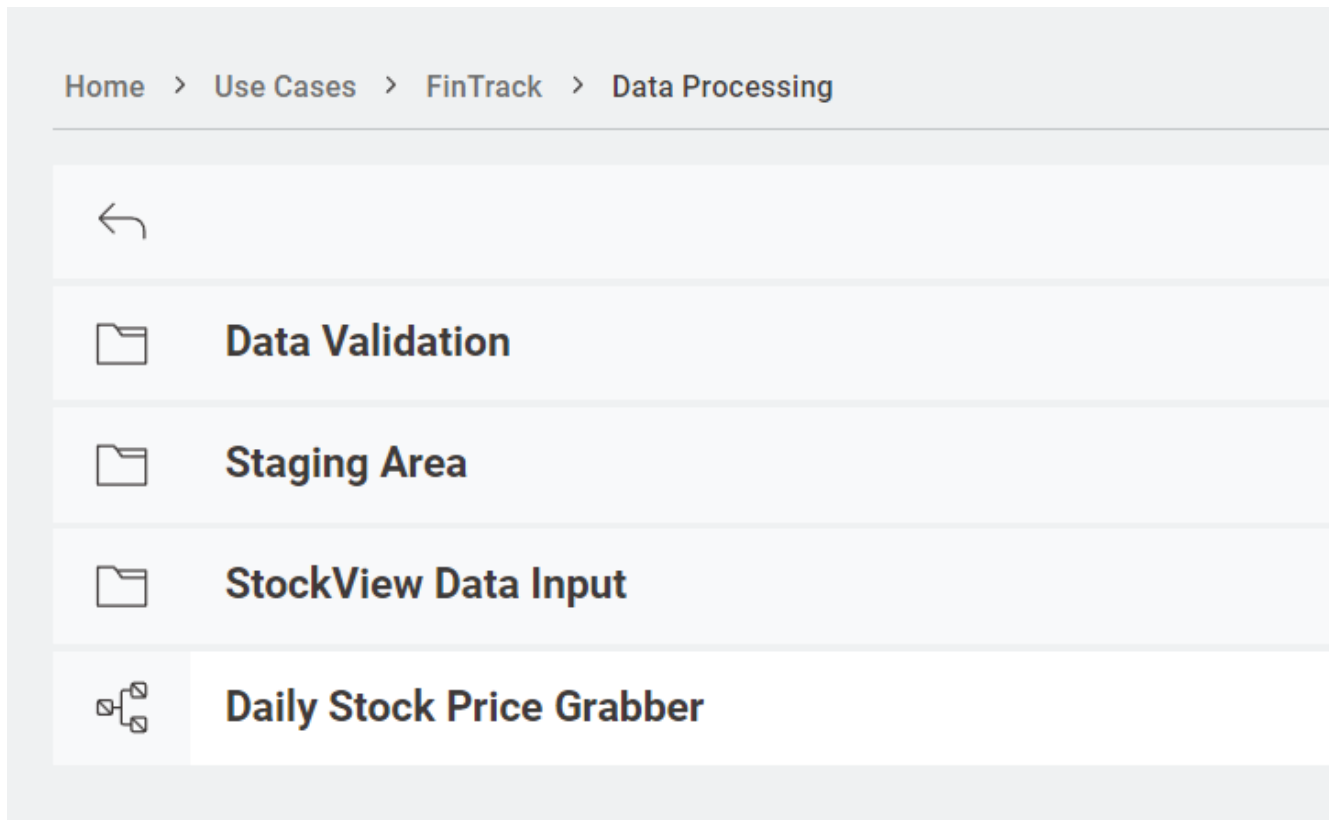 Home > Use Cases > FinTrack > Data Processing
Data Validation
Staging Area
StockView Data Input
Daily Stock Price Grabber